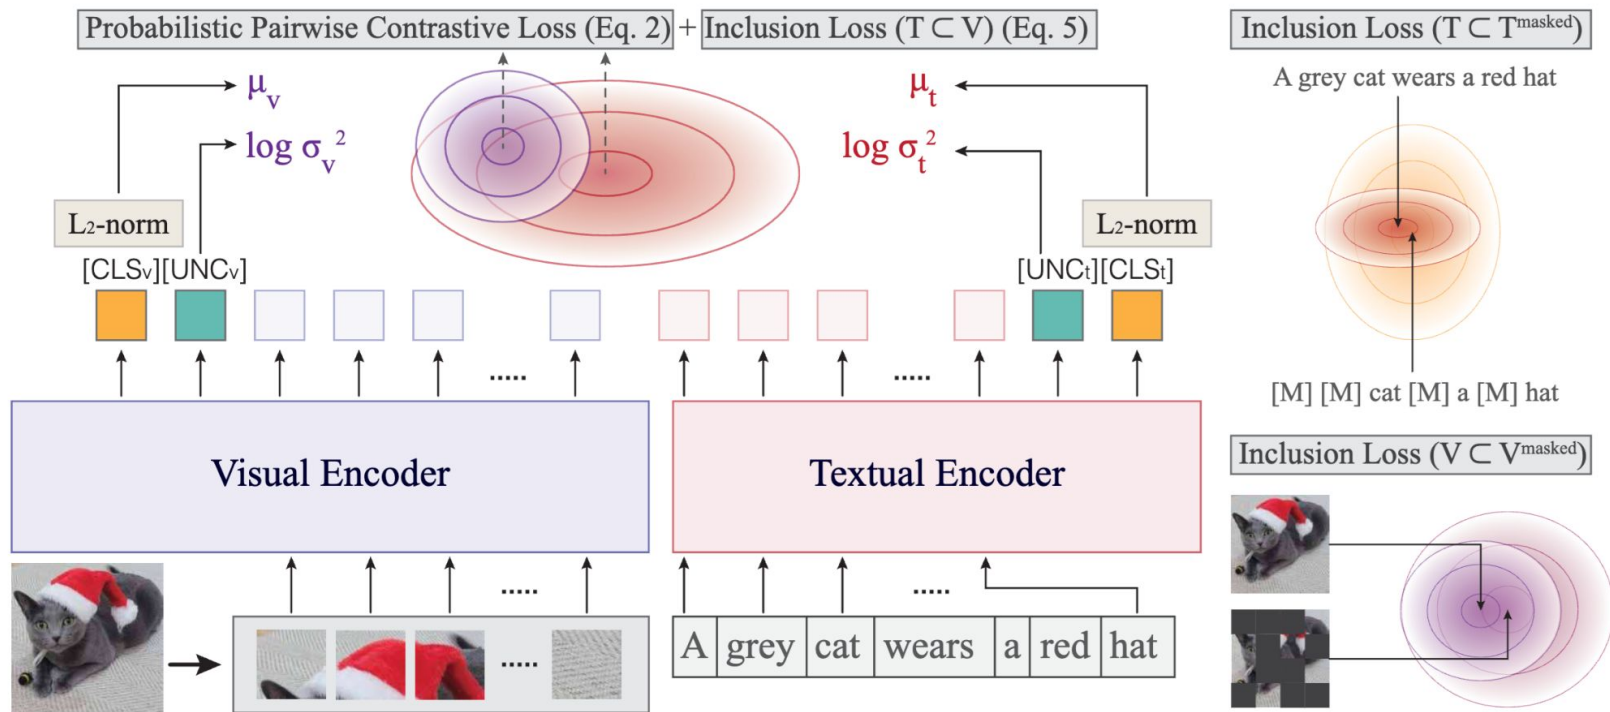 Probabilistic Pairwise Contrastive Loss (Eq. 2) + Inclusion Loss (T ⊂ V) (Eq. 5)
μv
log σv²
L2-norm
[CLSv][UNCv]
μt
log σt²
L2-norm
[UNCt][CLSt]
.....
.....
Visual Encoder
Textual Encoder
.....
.....
.....
A grey cat wears a red hat
Inclusion Loss (T ⊂ T^masked)
A grey cat wears a red hat
[M] [M] cat [M] a [M] hat
Inclusion Loss (V ⊂ V^masked)